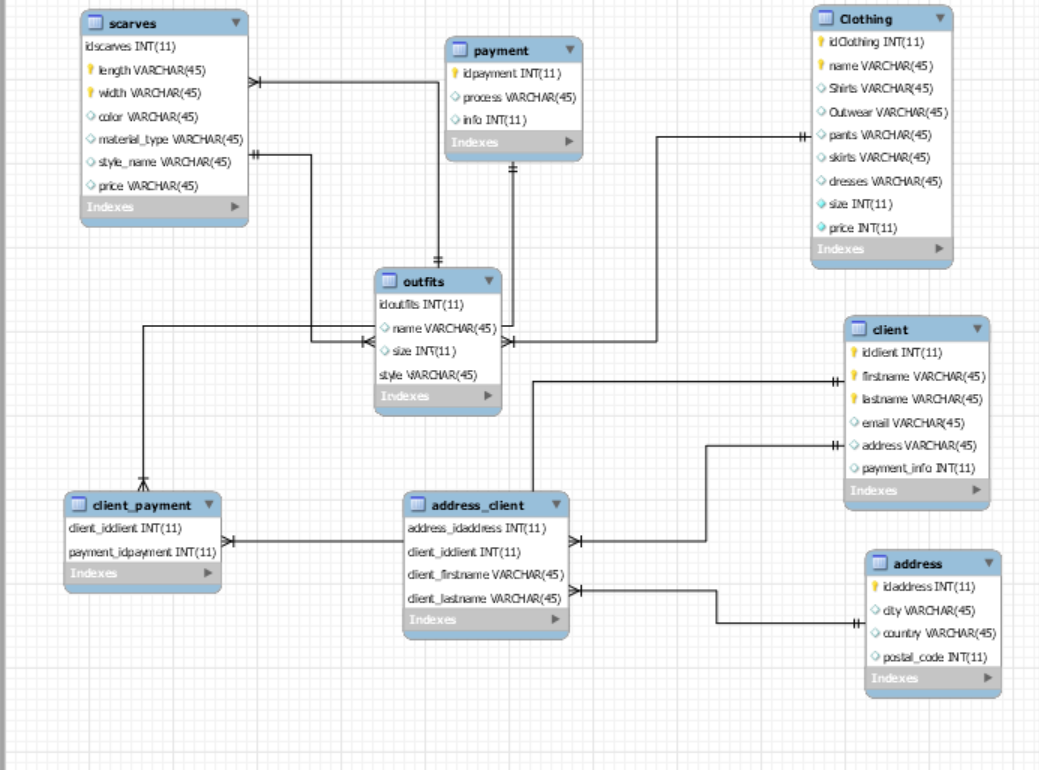 scarves
idscarves INT(11)
length VARCHAR(45)
width VARCHAR(45)
color VARCHAR(45)
material_type VARCHAR(45)
style_name VARCHAR(45)
price VARCHAR(45)
Indexes
payment
idpayment INT(11)
process VARCHAR(45)
info INT(11)
Indexes
Clothing
idClothing INT(11)
name VARCHAR(45)
Shirts VARCHAR(45)
Outwear VARCHAR(45)
pants VARCHAR(45)
skirts VARCHAR(45)
dresses VARCHAR(45)
size INT(11)
price INT(11)
Indexes
outfits
idoutfits INT(11)
name VARCHAR(45)
size INT(11)
style VARCHAR(45)
Indexes
client
idclient INT(11)
firstname VARCHAR(45)
lastname VARCHAR(45)
email VARCHAR(45)
address VARCHAR(45)
payment_info INT(11)
Indexes
client_payment
client_idclient INT(11)
payment_idpayment INT(11)
Indexes
address_client
address_idaddress INT(11)
client_idclient INT(11)
client_firstname VARCHAR(45)
client_lastname VARCHAR(45)
Indexes
address
idaddress INT(11)
city VARCHAR(45)
country VARCHAR(45)
postal_code INT(11)
Indexes